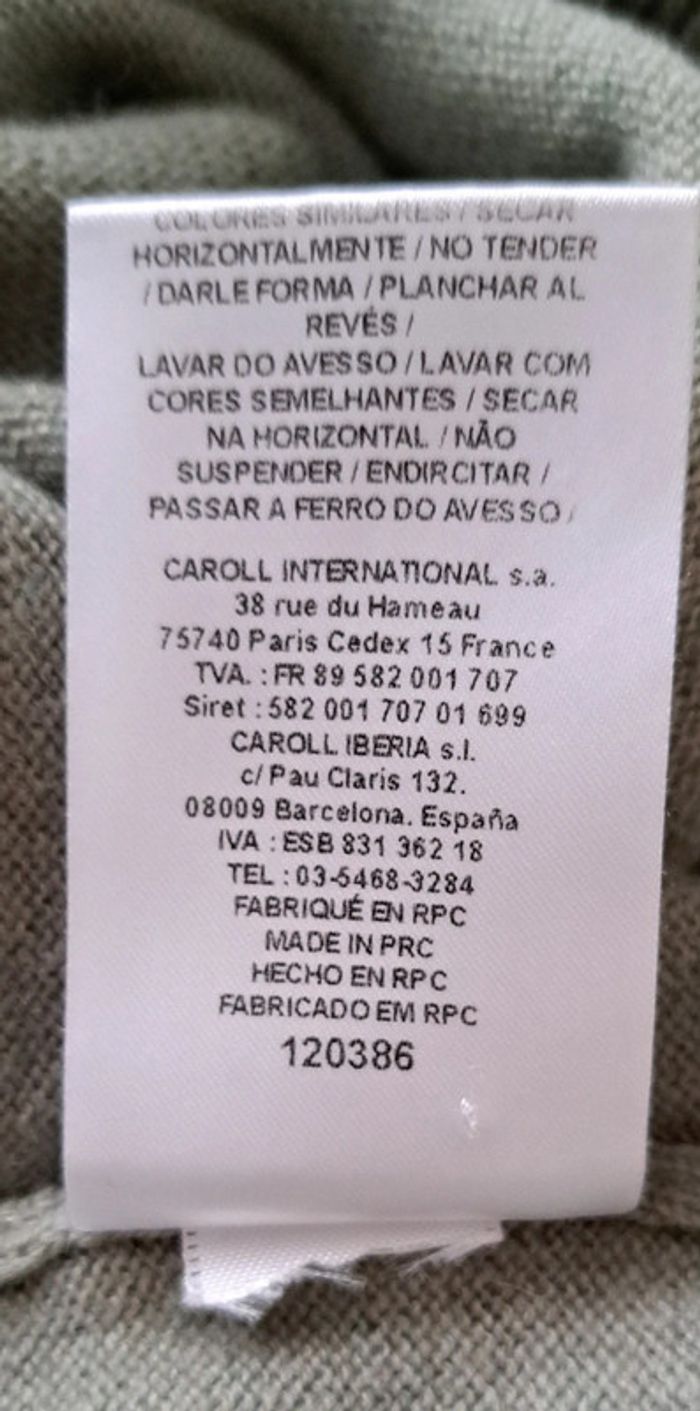 COLORES SIMILARES / SECAR
HORIZONTALMENTE / NO TENDER
/ DARLE FORMA / PLANCHAR AL
REVÉS /
LAVAR DO AVESSO / LAVAR COM
CORES SEMELHANTES / SECAR
NA HORIZONTAL / NÃO
SUSPENDER / ENDIRCITAR /
PASSAR A FERRO DO AVESSO /
CAROLL INTERNATIONAL s.a.
38 rue du Hameau
75740 Paris Cedex 15 France
TVA. : FR 89 582 001 707
Siret : 582 001 707 01 699
CAROLL IBERIA s.l.
c/ Pau Claris 132.
08009 Barcelona. España
IVA : ESB 831 362 18
TEL : 03-5468-3284
FABRIQUÉ EN RPC
MADE IN PRC
HECHO EN RPC
FABRICADO EM RPC
120386